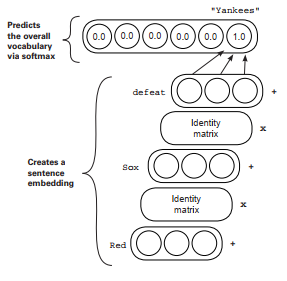 "Yankees"
Predicts
the overall
vocabulary
via softmax
0.0 0.0 0.0 0.0 0.0 1.0
defeat +
Identity
matrix x
Creates a
sentence
embedding
Sox +
Identity
matrix x
Red +